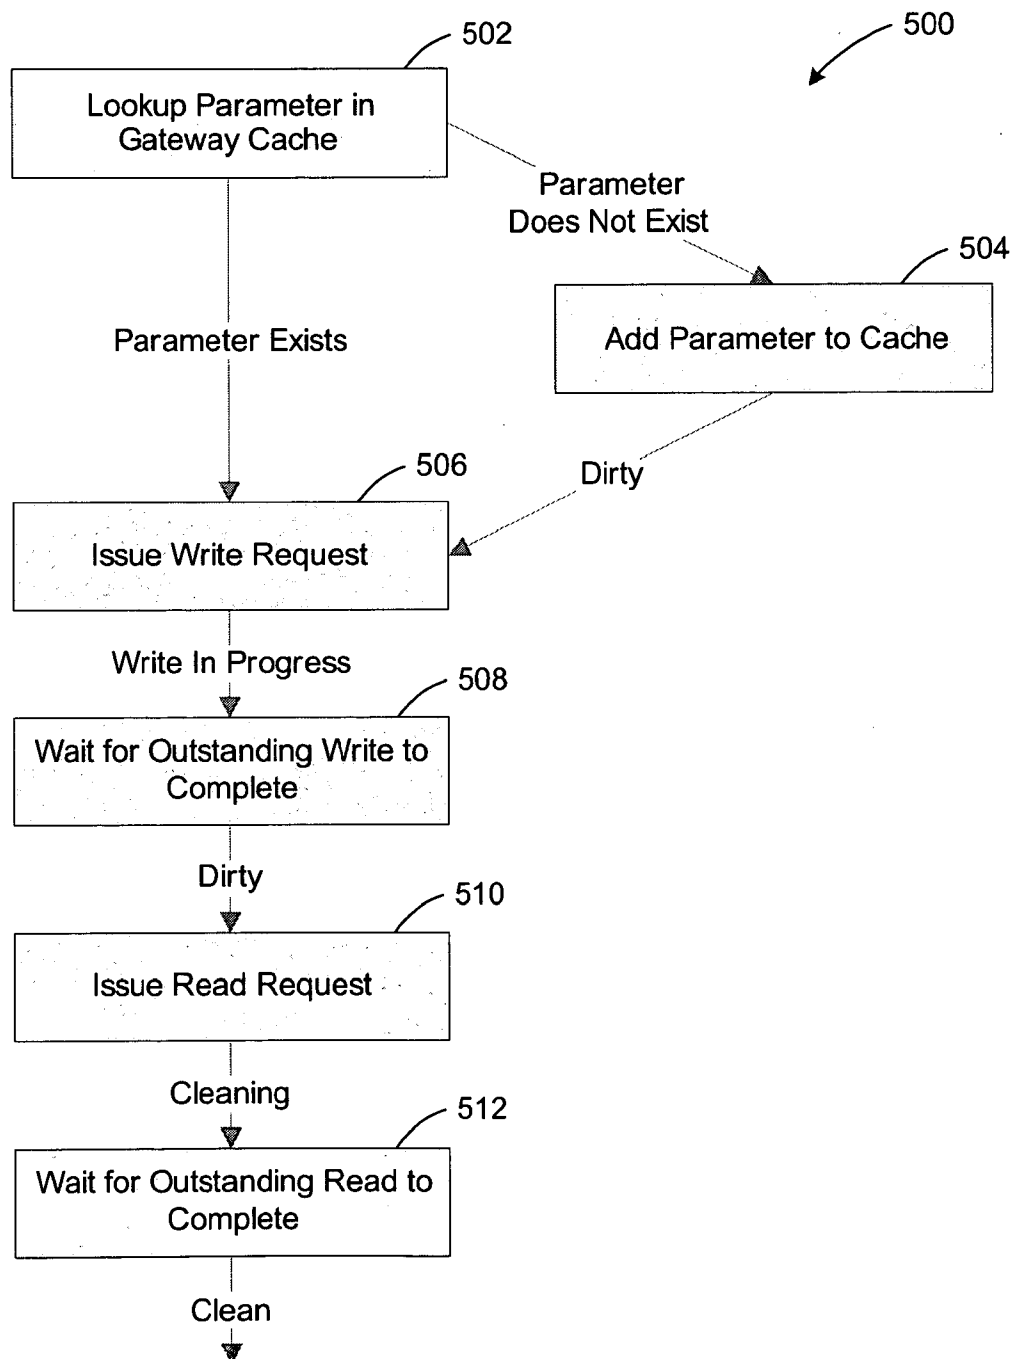 500
502
Lookup Parameter in
Gateway Cache
Parameter
Does Not Exist
504
Add Parameter to Cache
Parameter Exists
Dirty
506
Issue Write Request
Write In Progress
508
Wait for Outstanding Write to
Complete
Dirty
510
Issue Read Request
Cleaning
512
Wait for Outstanding Read to
Complete
Clean